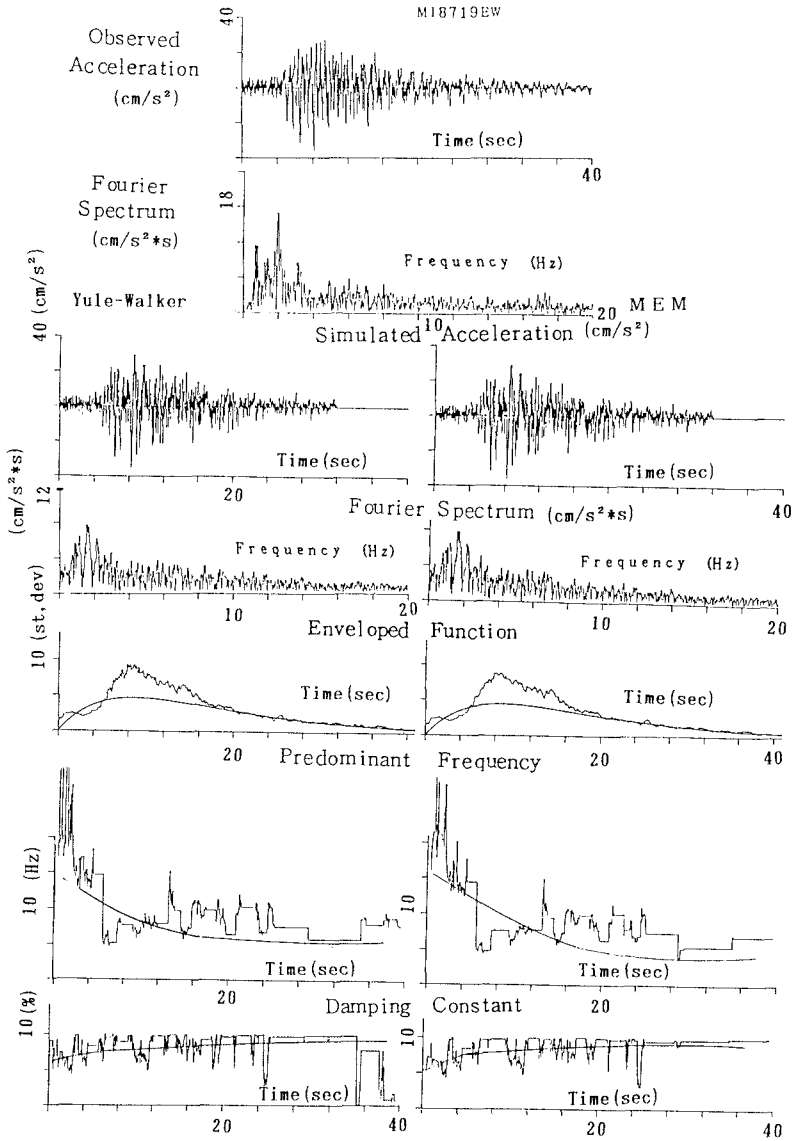 MI8719EW
Observed
Acceleration
(cm/s²)
40
Time(sec)
40
Fourier
Spectrum
(cm/s²*s)
18
Frequency (Hz)
10
20
Yule-Walker
MEM
Simulated Acceleration (cm/s²)
40 (cm/s²)
Time(sec)
20
Time(sec)
20
40
Fourier Spectrum (cm/s²*s)
12 (cm/s²*s)
Frequency (Hz)
10
20
Frequency (Hz)
10
20
Enveloped Function
10 (st,dev)
Time(sec)
20
40
Time(sec)
20
40
Predominant Frequency
10 (Hz)
Time(sec)
20
10
Time(sec)
20
Damping Constant
10 (%)
Time(sec)
20
40
10
Time(sec)
20
40